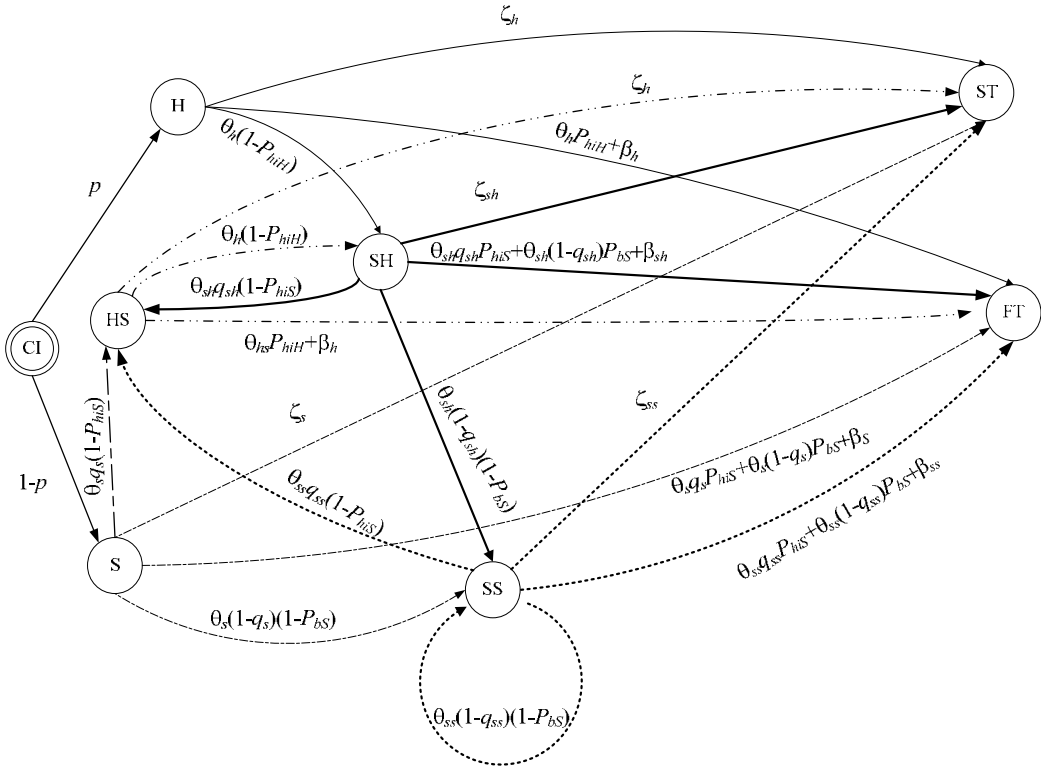 ζh
H
ST
ζh
θh(1-PhiH)
θhPhiH+βh
p
ζsh
θh(1-PhiH)
SH
θshqshPhiS+θsh(1-qsh)PbS+βsh
θshqsh(1-PhiS)
HS
FT
CI
θhsPhiH+βh
θsh(1-qsh)(1-PbS)
ζss
ζs
θsqs(1-PhiS)
1-p
θssqss(1-PhiS)
θsqsPhiS+θs(1-qs)PbS+βS
θssqssPhiS+θss(1-qss)PbS+βss
S
SS
θs(1-qs)(1-PbS)
θss(1-qss)(1-PbS)